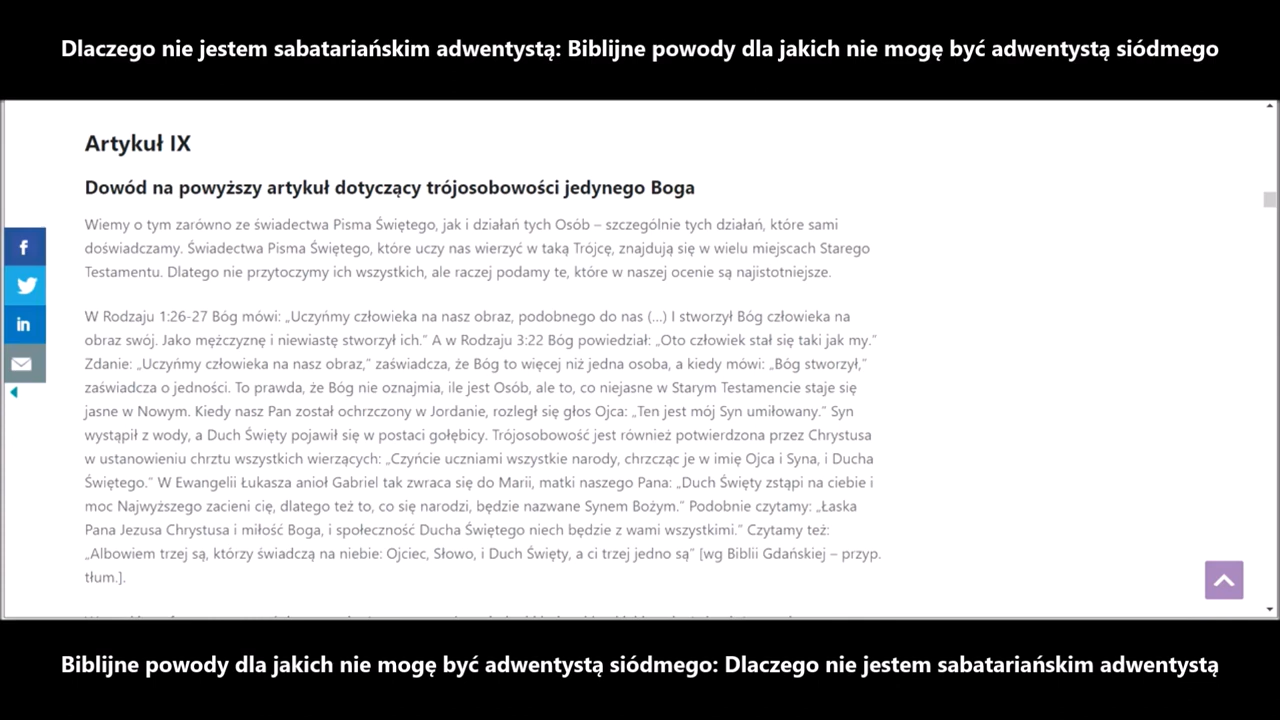 Dlaczego nie jestem sabatariańskim adwentystą: Biblijne powody dla jakich nie mogę być adwentystą siódmego
Artykuł IX
Dowód na powyższy artykuł dotyczący trójosobowości jedynego Boga
Wiemy o tym zarówno ze świadectwa Pisma Świętego, jak i działań tych Osób – szczególnie tych działań, które sami
doświadczamy. Świadectwa Pisma Świętego, które uczy nas wierzyć w taką Trójcę, znajdują się w wielu miejscach Starego
Testamentu. Dlatego nie przytoczymy ich wszystkich, ale raczej podamy te, które w naszej ocenie są najistotniejsze.
W Rodzaju 1:26-27 Bóg mówi: „Uczyńmy człowieka na nasz obraz, podobnego do nas (...) I stworzył Bóg człowieka na
obraz swój. Jako mężczyznę i niewiastę stworzył ich.” A w Rodzaju 3:22 Bóg powiedział: „Oto człowiek stał się taki jak my.”
Zdanie: „Uczyńmy człowieka na nasz obraz,” zaświadcza, że Bóg to więcej niż jedna osoba, a kiedy mówi: „Bóg stworzył,”
zaświadcza o jedności. To prawda, że Bóg nie oznajmia, ile jest Osób, ale to, co niejasne w Starym Testamencie staje się
jasne w Nowym. Kiedy nasz Pan został ochrzczony w Jordanie, rozległ się głos Ojca: „Ten jest mój Syn umiłowany.” Syn
wystąpił z wody, a Duch Święty pojawił się w postaci gołębicy. Trójosobowość jest również potwierdzona przez Chrystusa
w ustanowieniu chrztu wszystkich wierzących: „Czyńcie uczniami wszystkie narody, chrzcząc je w imię Ojca i Syna, i Ducha
Świętego.” W Ewangelii Łukasza anioł Gabriel tak zwraca się do Marii, matki naszego Pana: „Duch Święty zstąpi na ciebie i
moc Najwyższego zacieni cię, dlatego też to, co się narodzi, będzie nazwane Synem Bożym.” Podobnie czytamy: „Łaska
Pana Jezusa Chrystusa i miłość Boga, i społeczność Ducha Świętego niech będzie z wami wszystkimi.” Czytamy też:
„Albowiem trzej są, którzy świadczą na niebie: Ojciec, Słowo, i Duch Święty, a ci trzej jedno są” [wg Biblii Gdańskiej – przyp.
tłum.].
Biblijne powody dla jakich nie mogę być adwentystą siódmego: Dlaczego nie jestem sabatariańskim adwentystą